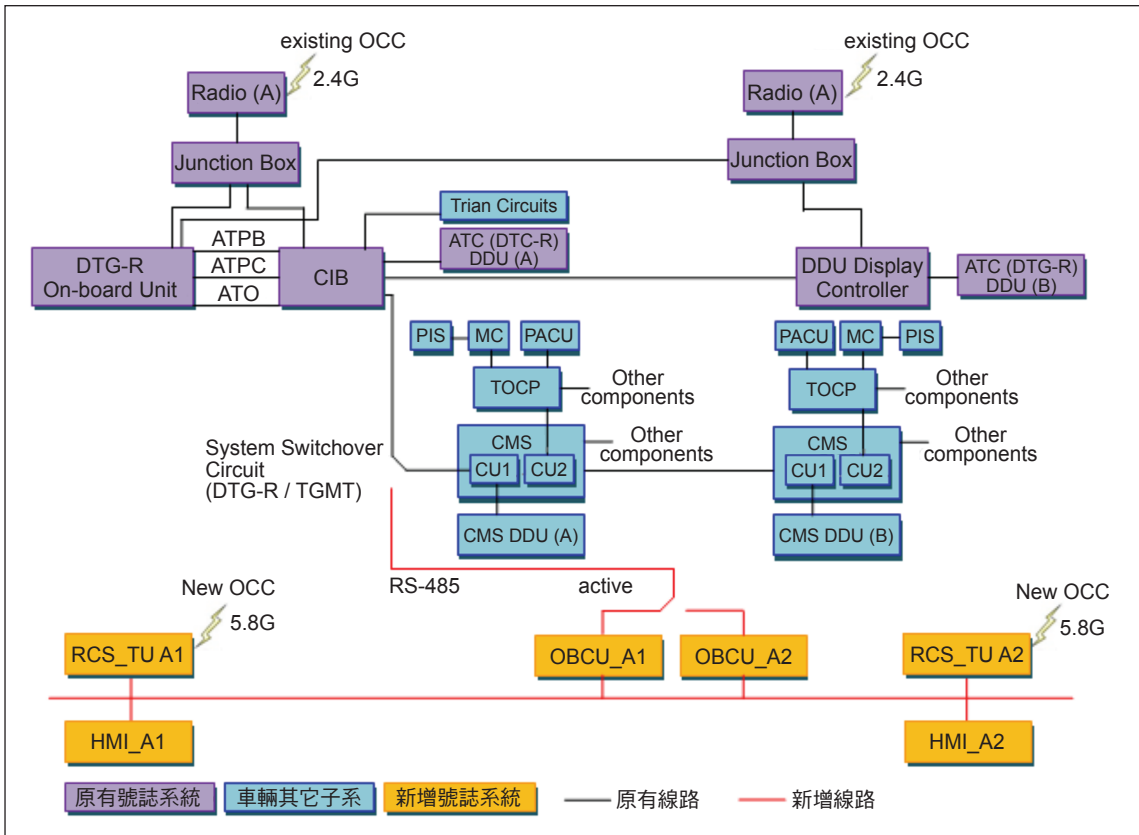 existing OCC
2.4G
Radio (A)
Junction Box
existing OCC
2.4G
Radio (A)
Junction Box
Trian Circuits
ATC (DTC-R)
DDU (A)
DTG-R
On-board Unit
ATPB
ATPC
ATO
CIB
DDU Display
Controller
ATC (DTG-R)
DDU (B)
PIS
MC
PACU
TOCP
Other
components
PACU
MC
PIS
TOCP
Other
components
System Switchover
Circuit
(DTG-R / TGMT)
CMS
CU1
CU2
Other
components
CMS DDU (A)
CMS
CU1
CU2
Other
components
CMS DDU (B)
RS-485
active
New OCC
5.8G
RCS_TU A1
OBCU_A1
OBCU_A2
New OCC
5.8G
RCS_TU A2
HMI_A1
HMI_A2
原有號誌系統
車輛其它子系
新增號誌系統
原有線路
新增線路